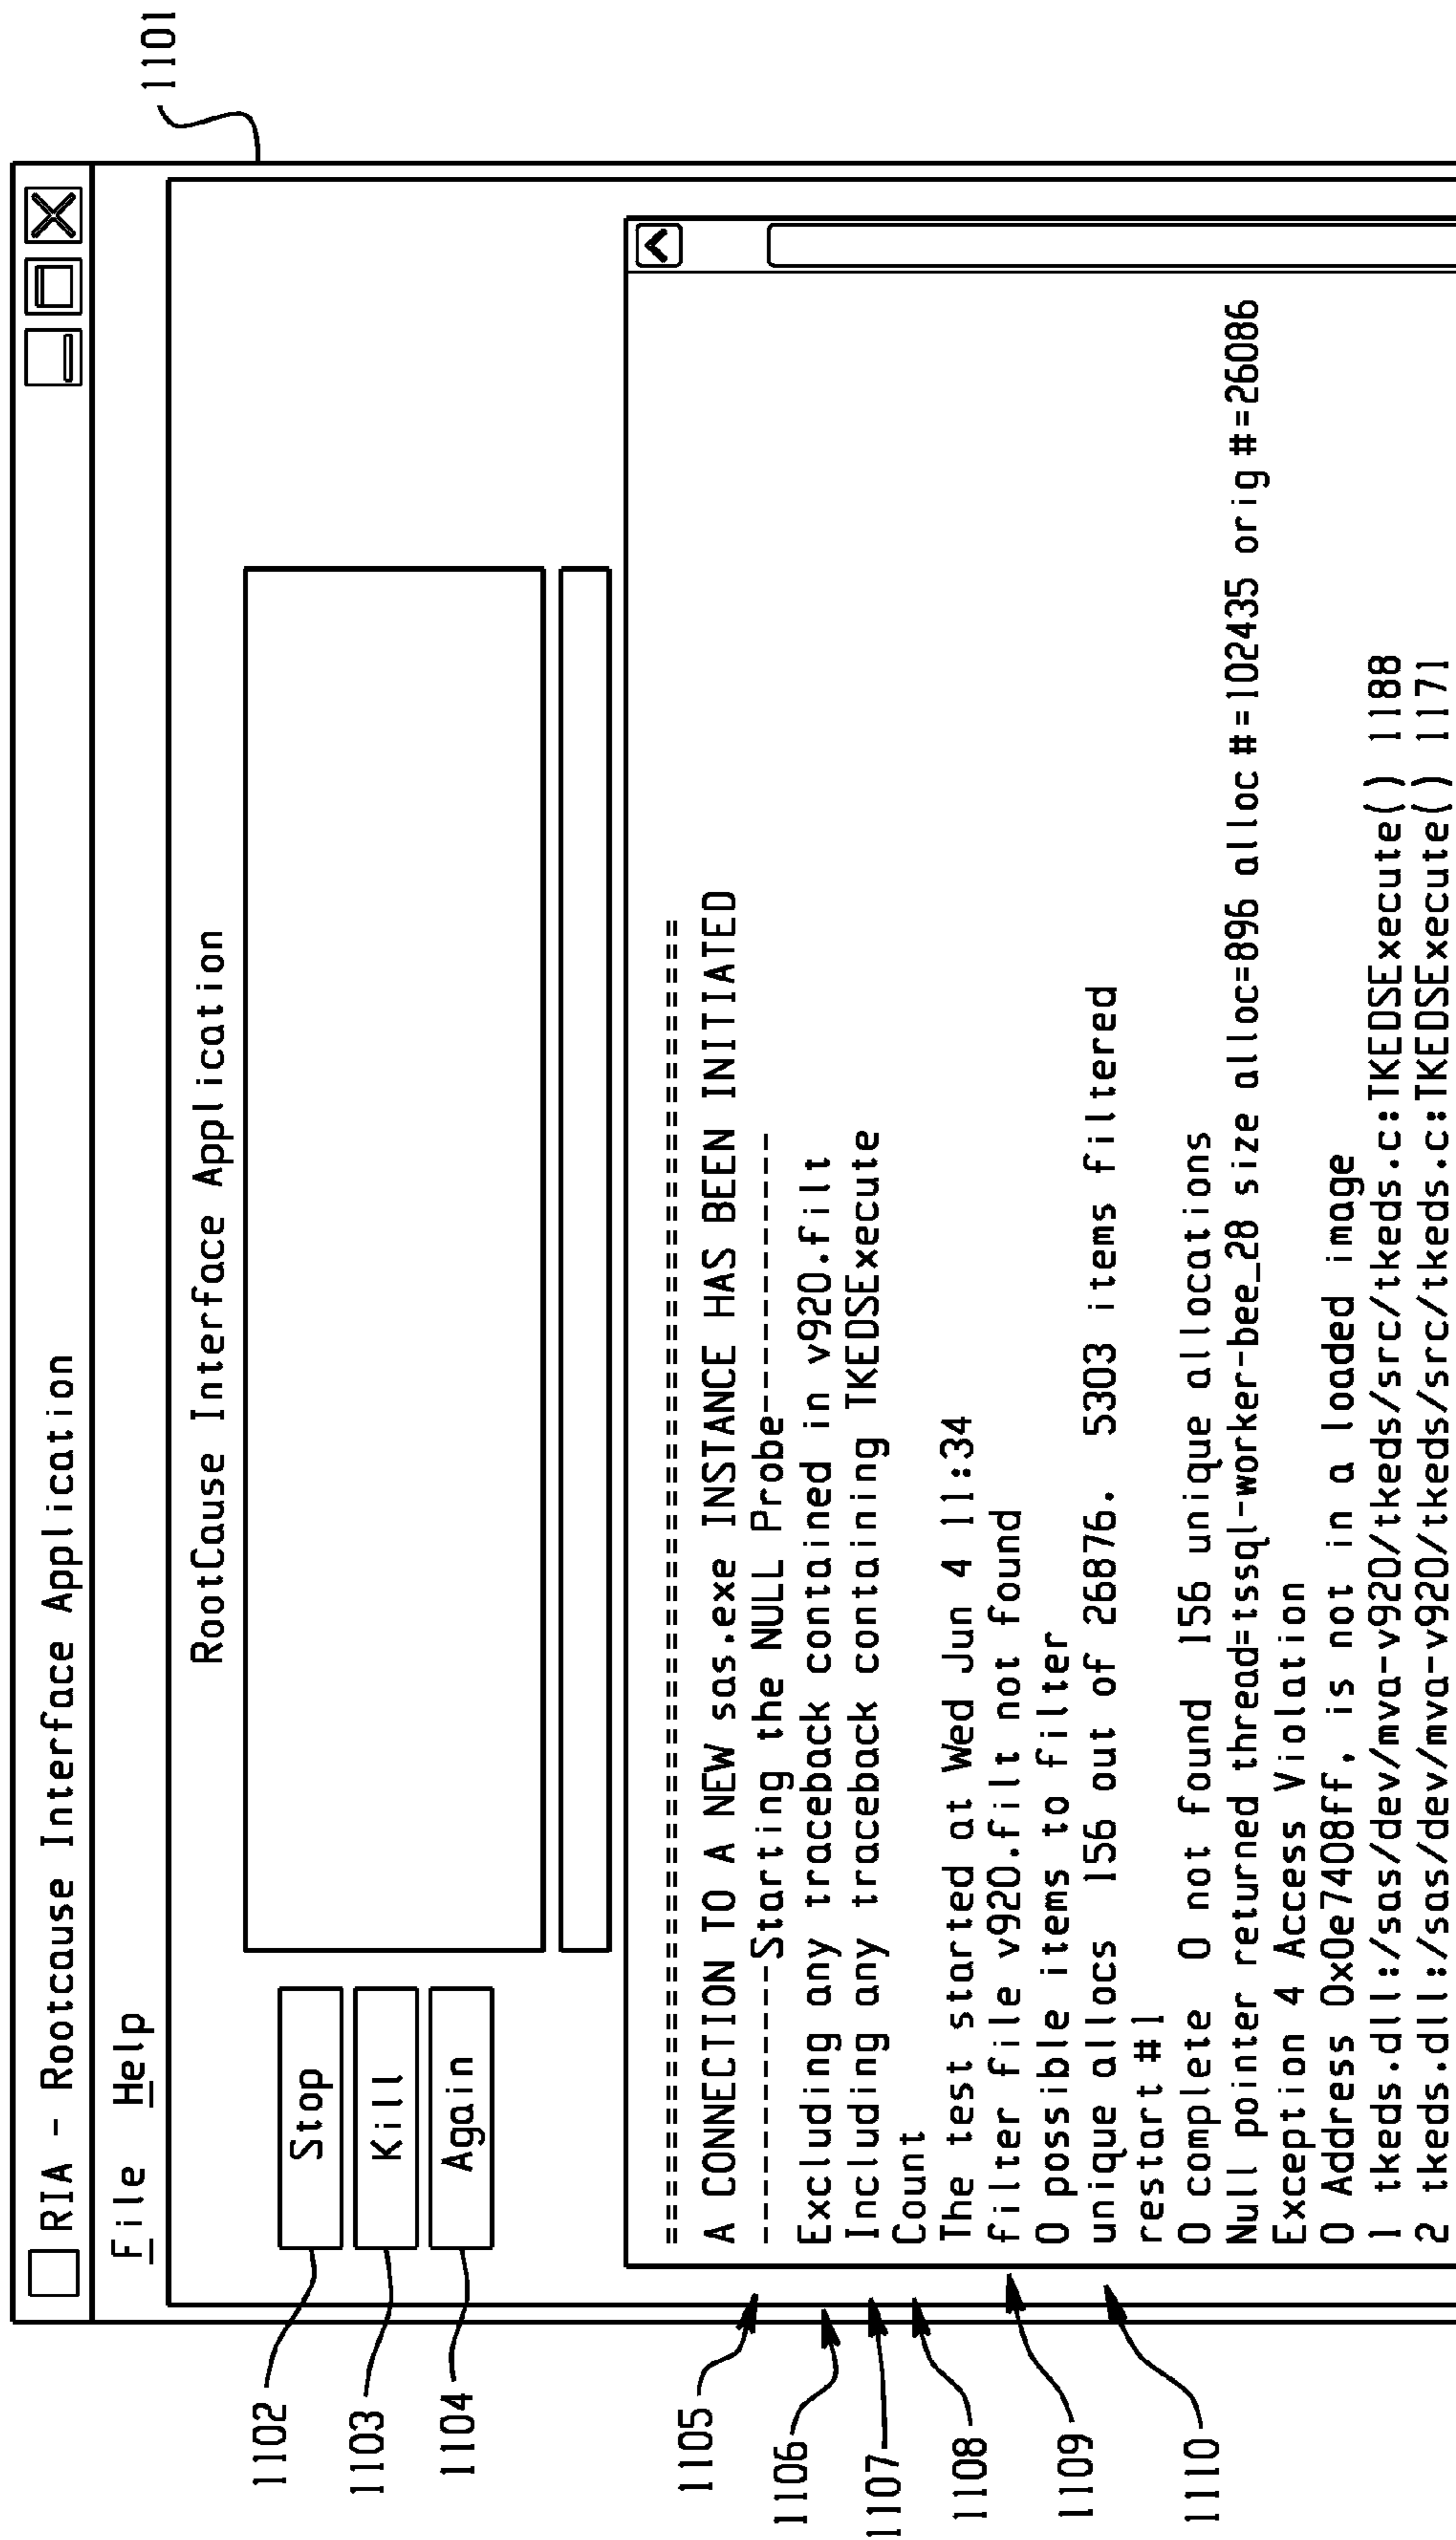 RIA - Rootcause Interface Application
File Help
1101
RootCause Interface Application
1102
Stop
1103
Kill
1104
Again
==================================================
A CONNECTION TO A NEW sas.exe INSTANCE HAS BEEN INITIATED
1105
------------Starting the NULL Probe------------
1106
Excluding any traceback contained in v920.filt
1107
Including any traceback containing TKEDSExecute
1108
Count
The test started at Wed Jun 4 11:34
1109
filter file v920.filt not found
0 possible items to filter
1110
unique allocs 156 out of 26876. 5303 items filtered
restart #1
0 complete 0 not found 156 unique allocations
Null pointer returned thread=tssql-worker-bee_28 size alloc=896 alloc#=102435 orig#=26086
Exception 4 Access Violation
0 Address 0x0e7408ff, is not in a loaded image
1 tkeds.dll:/sas/dev/mva-v920/tkeds/src/tkeds.c:TKEDSExecute() 1188
2 tkeds.dll:/sas/dev/mva-v920/tkeds/src/tkeds.c:TKEDSExecute() 1171